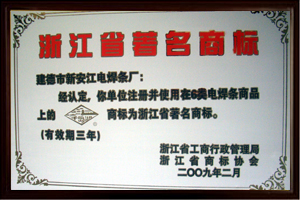 浙江省著名商标
建德市新安江电焊条厂：
经认定，你单位注册并使用在6类电焊条商品
上的 商标为浙江省著名商标。
(有效期三年)
浙江省工商行政管理局
浙江省商标协会
二〇〇九年二月